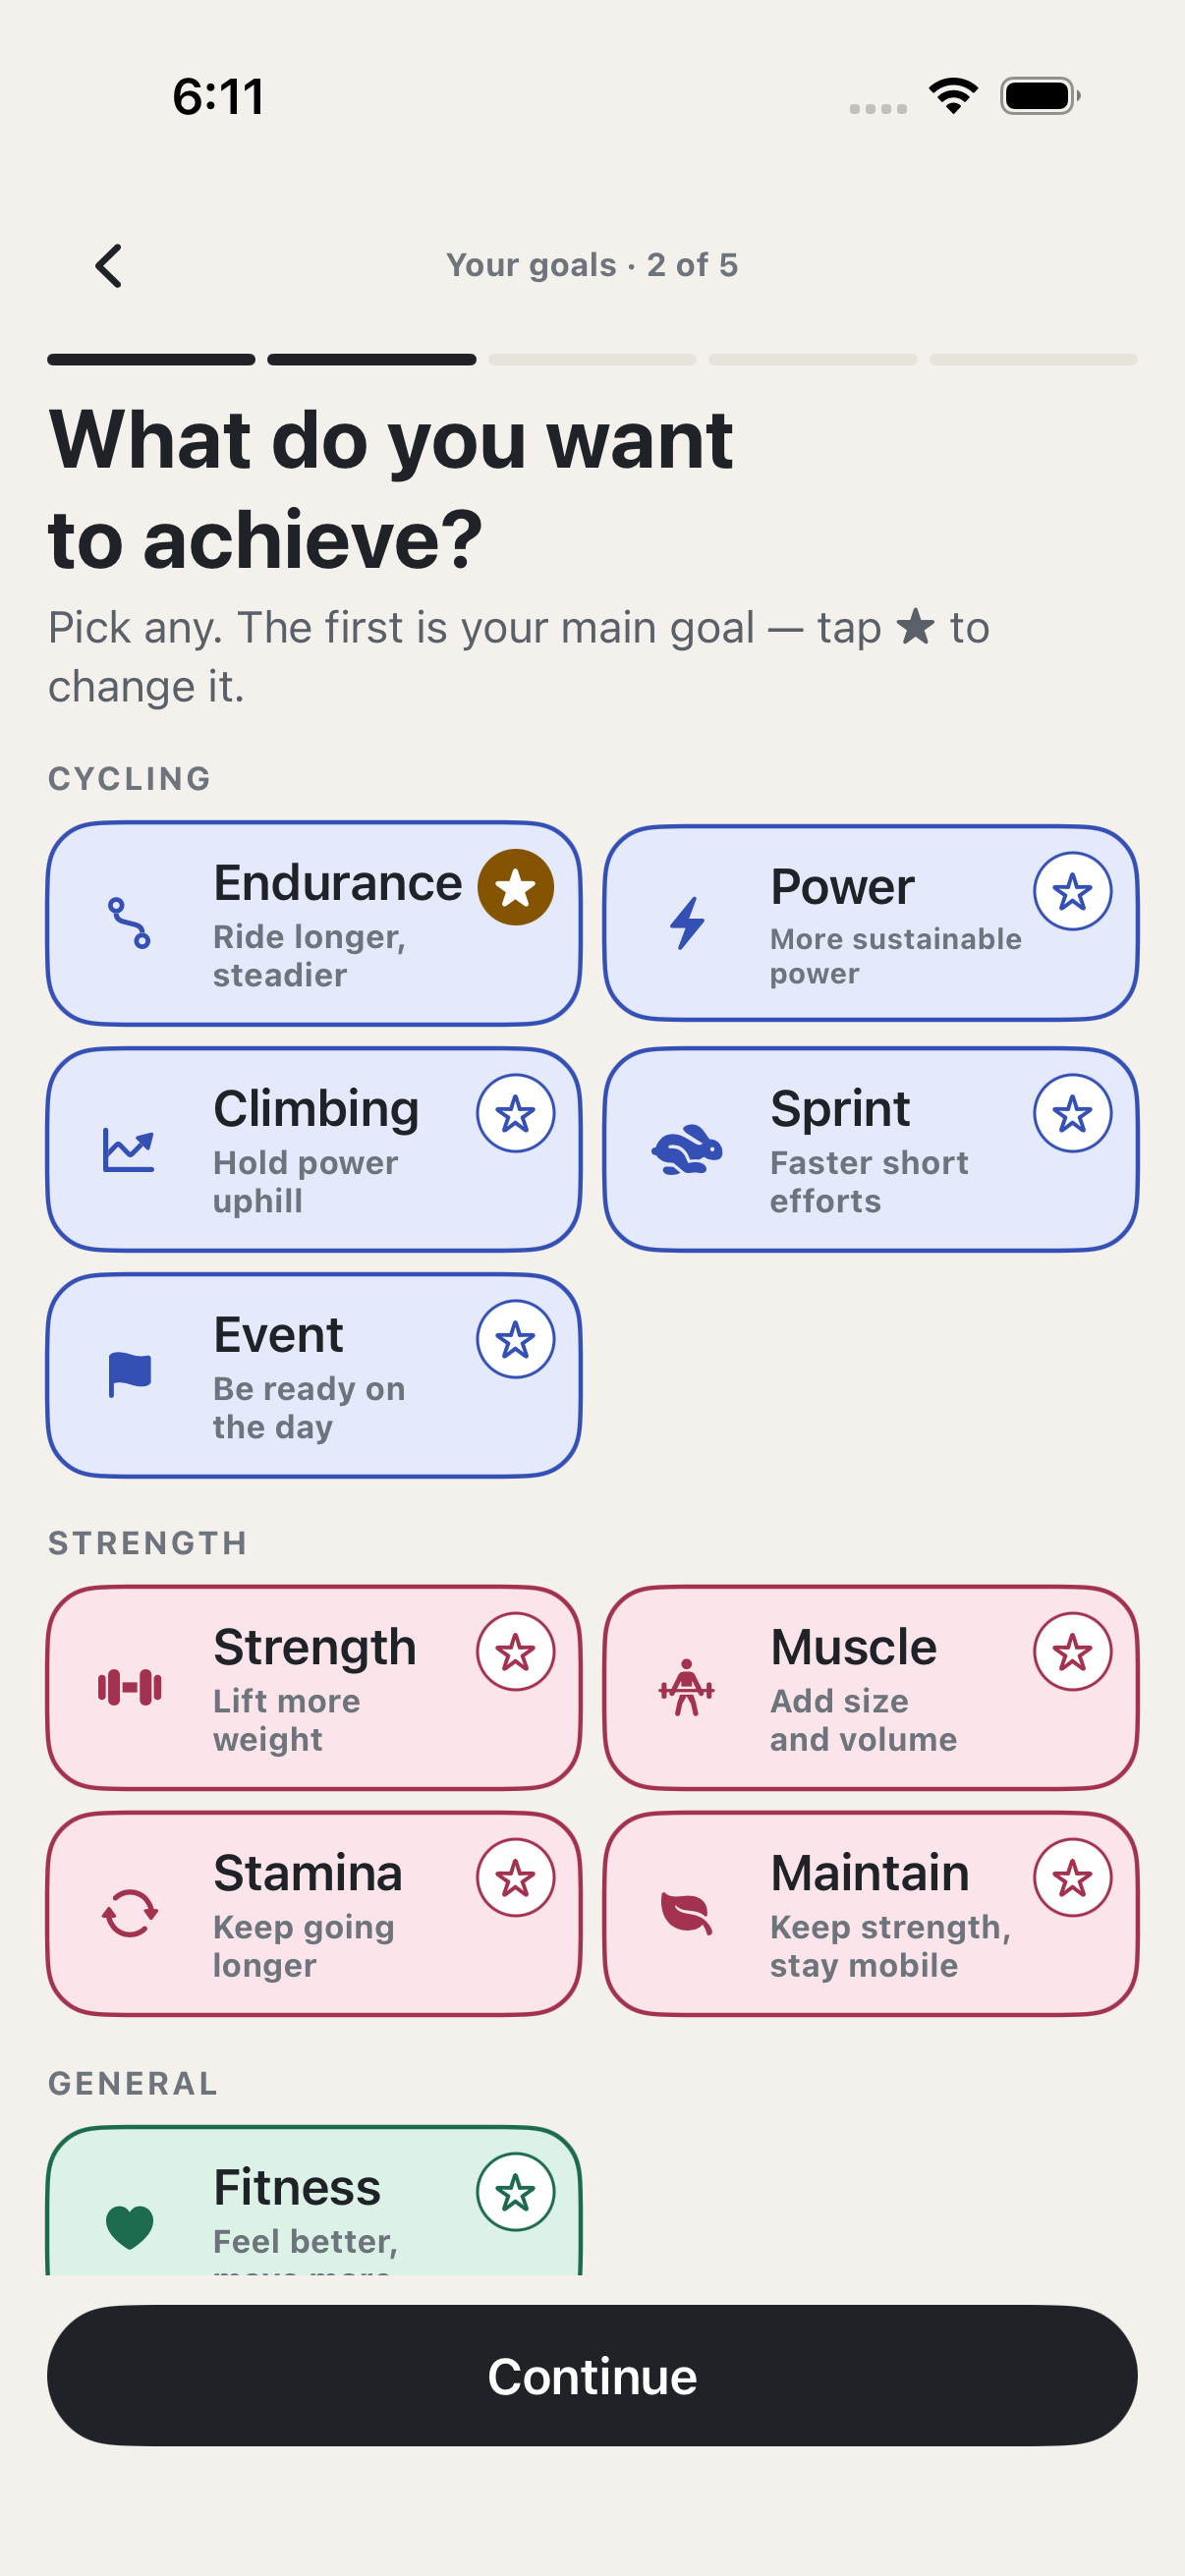 6:11
Your goals · 2 of 5
What do you want
to achieve?
Pick any. The first is your main goal — tap ★ to
change it.
CYCLING
Endurance
Ride longer,
steadier
Power
More sustainable
power
Climbing
Hold power
uphill
Sprint
Faster short
efforts
Event
Be ready on
the day
STRENGTH
Strength
Lift more
weight
Muscle
Add size
and volume
Stamina
Keep going
longer
Maintain
Keep strength,
stay mobile
GENERAL
Fitness
Feel better,
Continue